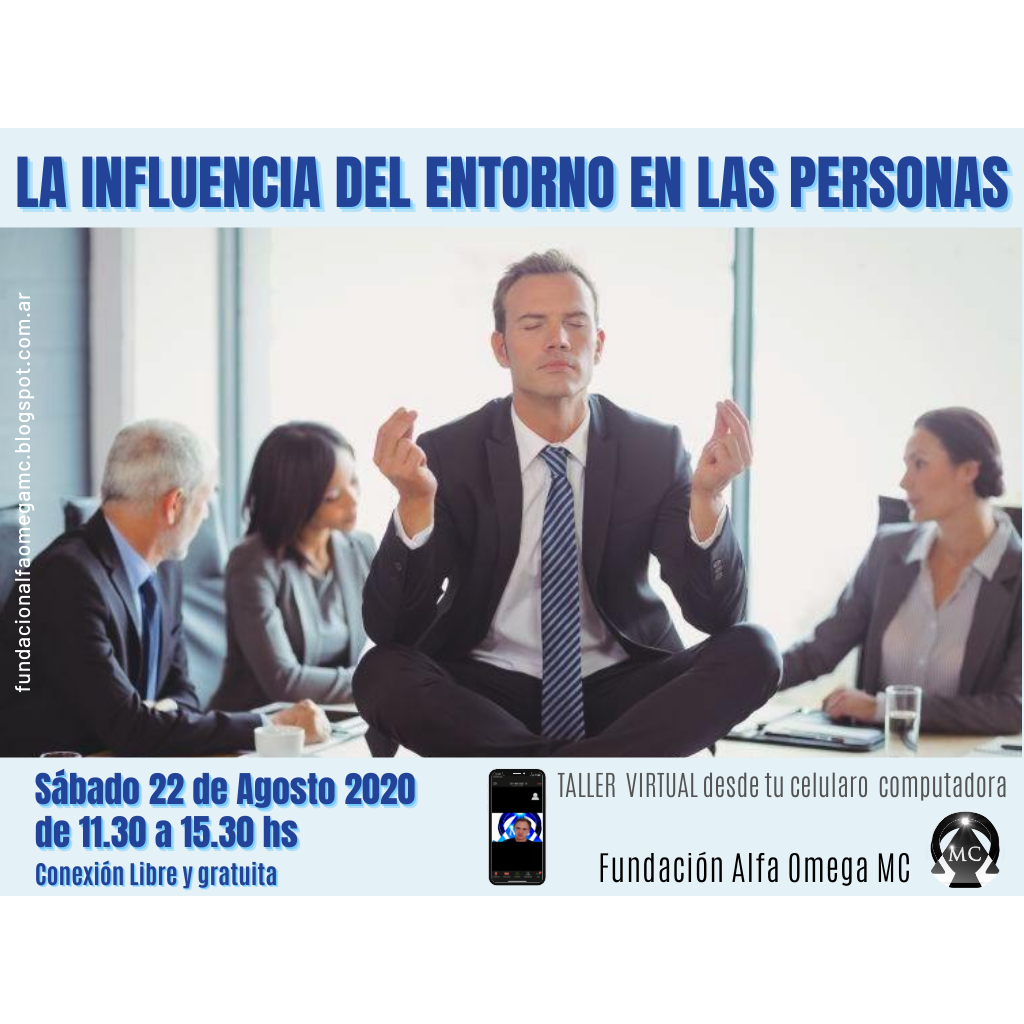 LA INFLUENCIA DEL ENTORNO EN LAS PERSONAS
fundacionalfaomegamc.blogspot.com.ar
Sábado 22 de Agosto 2020
de 11.30 a 15.30 hs
Conexión Libre y gratuita
TALLER VIRTUAL desde tu celularo computadora
Fundación Alfa Omega MC
MC